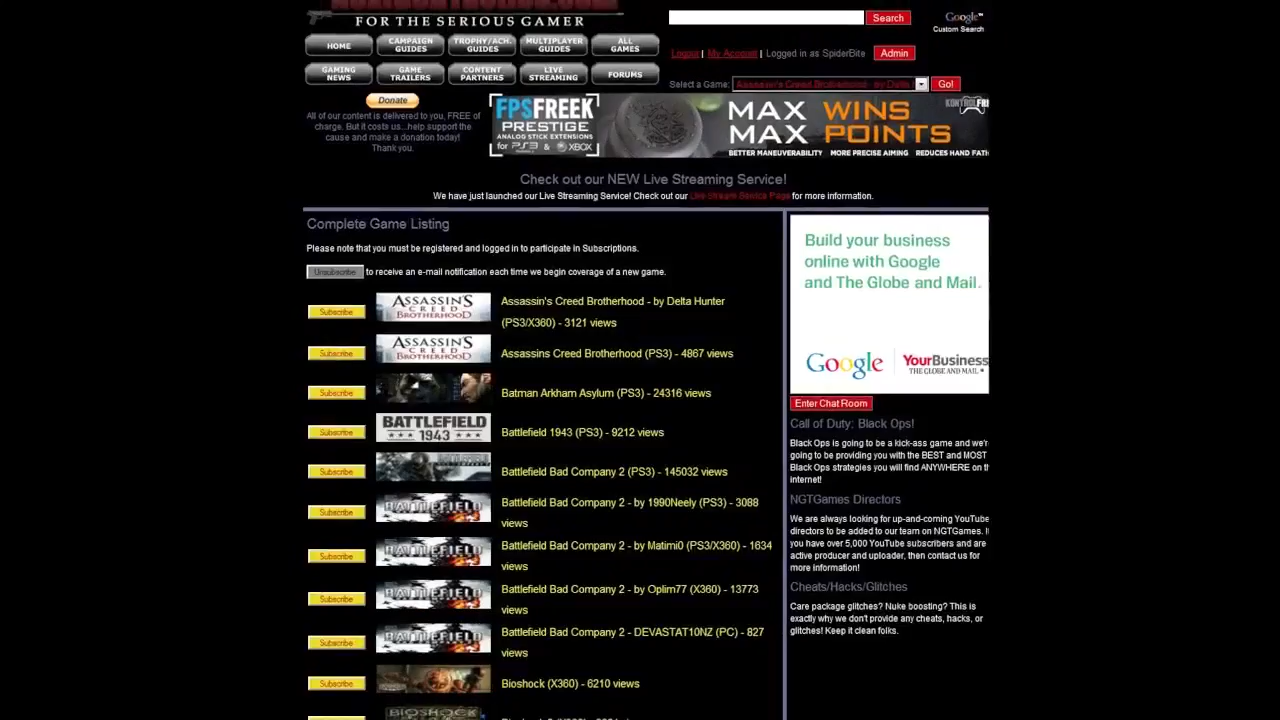 FOR THE SERIOUS GAMER
Search
Google™
Custom Search
HOME
CAMPAIGN GUIDES
TROPHY/ACH. GUIDES
MULTIPLAYER GUIDES
ALL GAMES
Logout | My Account | Logged in as SpiderBite
Admin
GAMING NEWS
GAME TRAILERS
CONTENT PARTNERS
LIVE STREAMING
FORUMS
Select a Game: Assassin's Creed Brotherhood - by Delta
Go!
Donate
All of our content is delivered to you, FREE of
charge. But it costs us...help support the
cause and make a donation today!
Thank you.
FPSFREEK
PRESTIGE
ANALOG STICK EXTENSIONS
for PS3 & XBOX
MAX WINS
MAX POINTS
BETTER MANEUVERABILITY MORE PRECISE AIMING REDUCES HAND FATI
KONTROLFR
Check out our NEW Live Streaming Service!
We have just launched our Live Streaming Service! Check out our Live Stream Service Page for more information.
Complete Game Listing
Please note that you must be registered and logged in to participate in Subscriptions.
Unsubscribe to receive an e-mail notification each time we begin coverage of a new game.
Subscribe
ASSASSIN'S
CREED
BROTHERHOOD
Assassin's Creed Brotherhood - by Delta Hunter
(PS3/X360) - 3121 views
Subscribe
ASSASSIN'S
CREED
BROTHERHOOD
Assassins Creed Brotherhood (PS3) - 4867 views
Subscribe
Batman Arkham Asylum (PS3) - 24316 views
Subscribe
BATTLEFIELD
1943
Battlefield 1943 (PS3) - 9212 views
Subscribe
Battlefield Bad Company 2 (PS3) - 145032 views
Subscribe
BATTLEFIELD
Battlefield Bad Company 2 - by 1990Neely (PS3) - 3088
views
Subscribe
BATTLEFIELD
Battlefield Bad Company 2 - by Matimi0 (PS3/X360) - 1634
views
Subscribe
BATTLEFIELD
Battlefield Bad Company 2 - by Oplim77 (X360) - 13773
views
Subscribe
BATTLEFIELD
Battlefield Bad Company 2 - DEVASTAT10NZ (PC) - 827
views
Subscribe
Bioshock (X360) - 6210 views
BIOSHOCK
Build your business
online with Google
and The Globe and Mail.
Google
YourBusiness
THE GLOBE AND MAIL
Enter Chat Room
Call of Duty: Black Ops!
Black Ops is going to be a kick-ass game and we'r
going to be providing you with the BEST and MOST
Black Ops strategies you will find ANYWHERE on th
internet!
NGTGames Directors
We are always looking for up-and-coming YouTube
directors to be added to our team on NGTGames. I
you have over 5,000 YouTube subscribers and are
active producer and uploader, then contact us for
more information!
Cheats/Hacks/Glitches
Care package glitches? Nuke boosting? This is
exactly why we don't provide any cheats, hacks, or
glitches! Keep it clean folks.